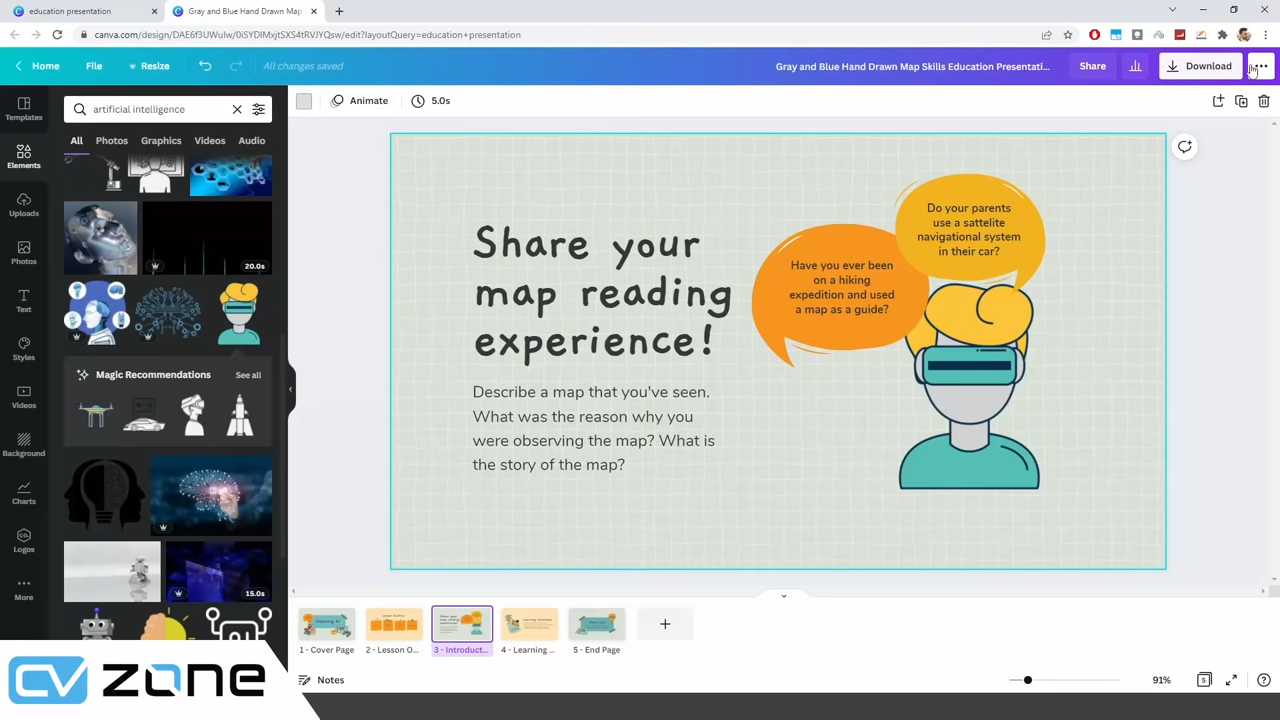 education presentation
Gray and Blue Hand Drawn Map
canva.com/design/DAE6f3UWulw/0iSYDlMxjtSXS4tRVJYQsw/edit?layoutQuery=education+presentation
Home
File
Resize
All changes saved
Gray and Blue Hand Drawn Map Skills Education Presentati...
Share
Download
Templates
Elements
Uploads
Photos
Text
Styles
Videos
Background
Charts
Logos
More
artificial intelligence
All
Photos
Graphics
Videos
Audio
20.0s
Magic Recommendations
See all
15.0s
Animate
5.0s
Share your
map reading
experience!
Describe a map that you've seen.
What was the reason why you
were observing the map? What is
the story of the map?
Have you ever been
on a hiking
expedition and used
a map as a guide?
Do your parents
use a sattelite
navigational system
in their car?
1 - Cover Page
2 - Lesson O...
3 - Introduct...
4 - Learning ...
5 - End Page
Notes
91%
5
CV ZONE